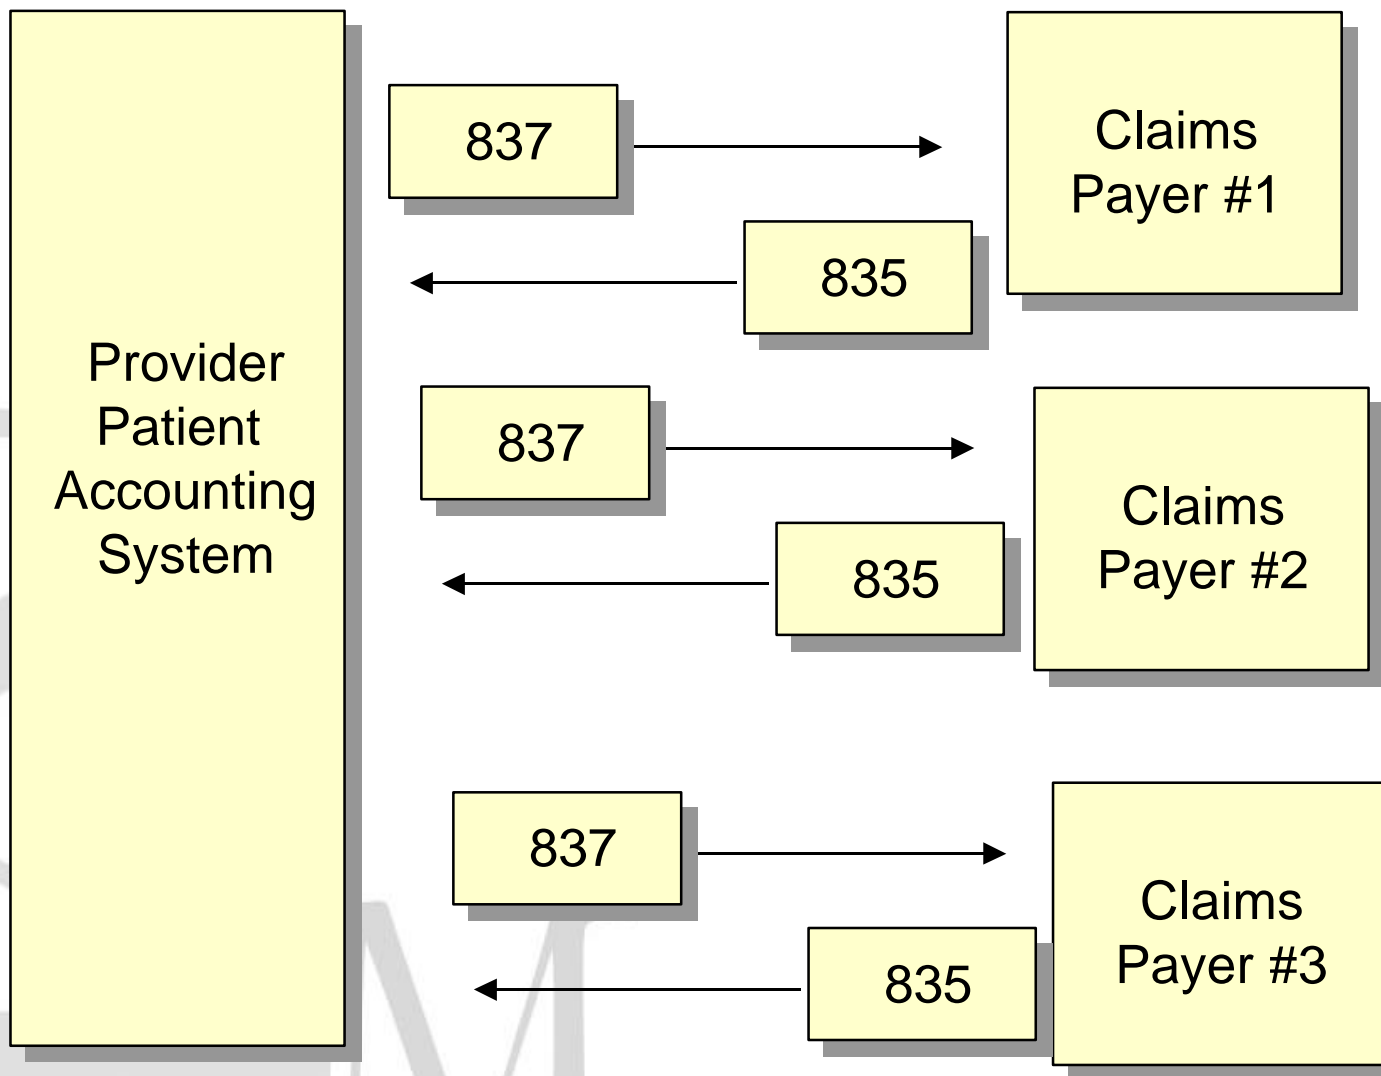 Provider
Patient
Accounting
System
837
835
Claims
Payer #1
837
835
Claims
Payer #2
837
835
Claims
Payer #3